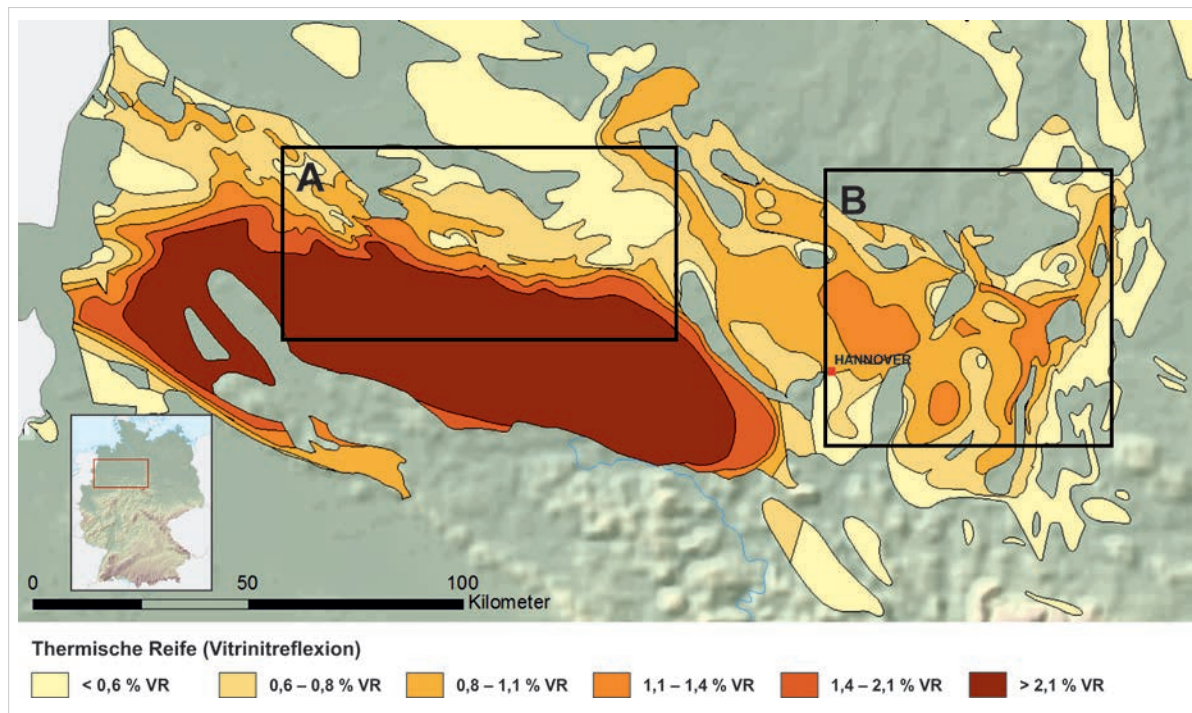 A
B
HANNOVER
0 50 100
Kilometer
Thermische Reife (Vitrinitreflexion)
< 0,6 % VR 0,6 – 0,8 % VR 0,8 – 1,1 % VR 1,1 – 1,4 % VR 1,4 – 2,1 % VR > 2,1 % VR